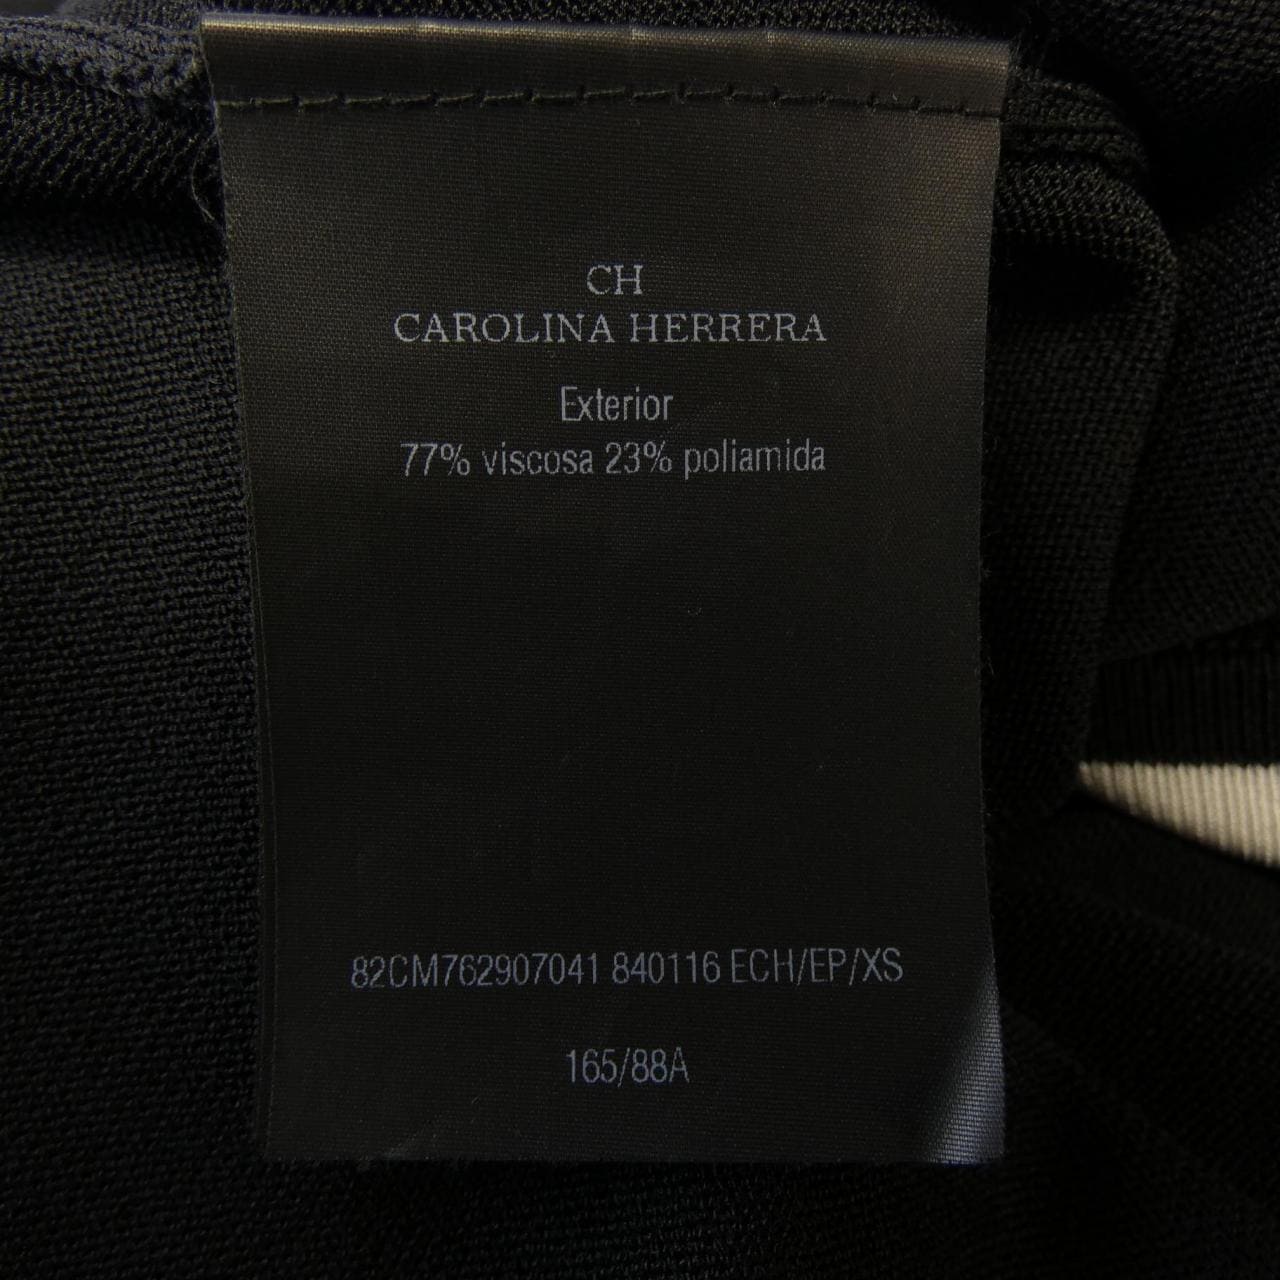 CH
CAROLINA HERRERA
Exterior
77% viscosa 23% poliamida
82CM762907041 840116 ECH/EP/XS
165/88A